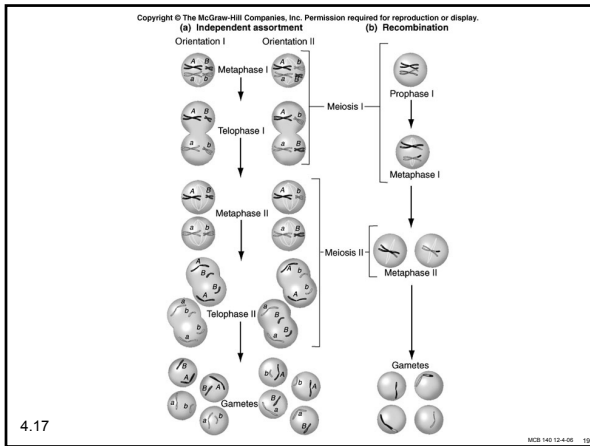 Copyright © The McGraw-Hill Companies, Inc. Permission required for reproduction or display.
(a) Independent assortment
(b) Recombination
Orientation I
Orientation II
A B
a b
Metaphase I
A b
a B
Prophase I
Meiosis I
A B
a b
Telophase I
A b
a B
Metaphase I
A B
a b
Metaphase II
A b
a B
Meiosis II
Metaphase II
A
B
B
A
a
b
b
a
Telophase II
A
b
b
A
a
B
B
a
Gametes
B
A
B A
a b
a b
b A
b A
B
a
a
B
Gametes
4.17
MCB 140 12-4-06 19